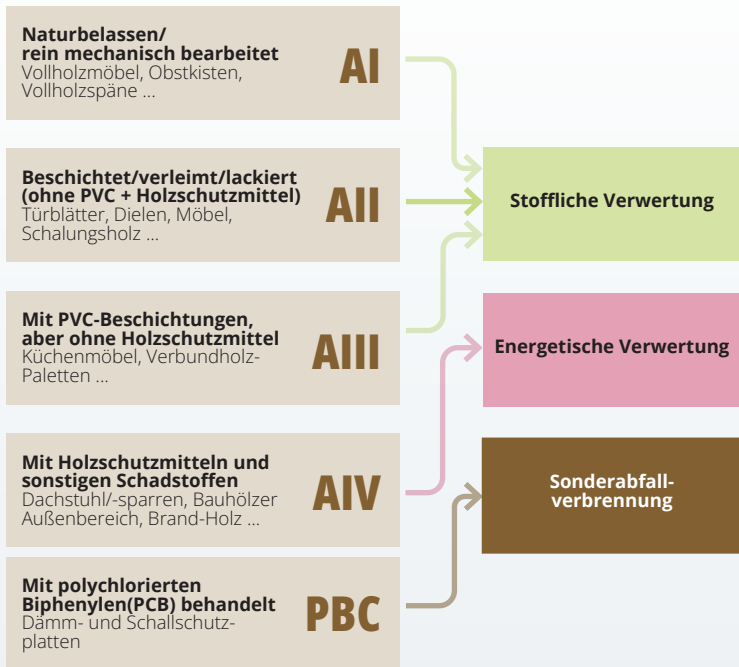 Naturbelassen/
rein mechanisch bearbeitet
Vollholzmöbel, Obstkisten,
Vollholzspäne ...
AI
Beschichtet/verleimt/lackiert
(ohne PVC + Holzschutzmittel)
Türblätter, Dielen, Möbel,
Schalungsholz ...
AII
Mit PVC-Beschichtungen,
aber ohne Holzschutzmittel
Küchenmöbel, Verbundholz-
Paletten ...
AIII
Mit Holzschutzmitteln und
sonstigen Schadstoffen
Dachstuhl/-sparren, Bauhölzer
Außenbereich, Brand-Holz ...
AIV
Mit polychlorierten
Biphenylen(PCB) behandelt
Dämm- und Schallschutz-
platten
PBC
Stoffliche Verwertung
Energetische Verwertung
Sonderabfall-
verbrennung